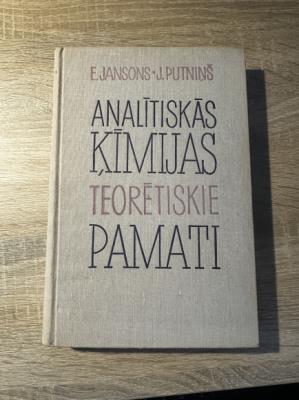 E. JANSONS • J. PUTNIŅŠ
ANALĪTISKĀS
ĶĪMIJAS
TEORĒTISKIE
PAMATI